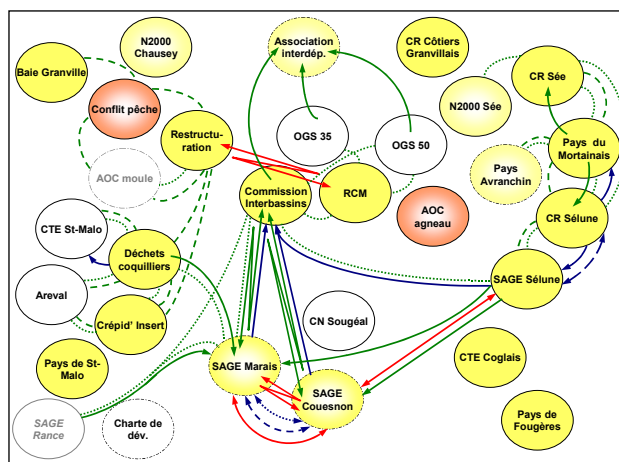 N2000
Chausey
Association
interdép.
CR Côtiers
Granvillais
Baie Granville
CR Sée
Conflit pêche
N2000 Sée
Restructu-
ration
OGS 35
OGS 50
Pays du
Mortainais
AOC moule
Pays
Avranchin
Commission
Interbassins
RCM
AOC
agneau
CTE St-Malo
CR Sélune
Déchets
coquilliers
SAGE Sélune
Areval
Crépid' Insert
CN Sougéal
Pays de St-
Malo
SAGE Marais
CTE Coglais
SAGE
Couesnon
SAGE
Rance
Charte de
dév.
Pays de
Fougères